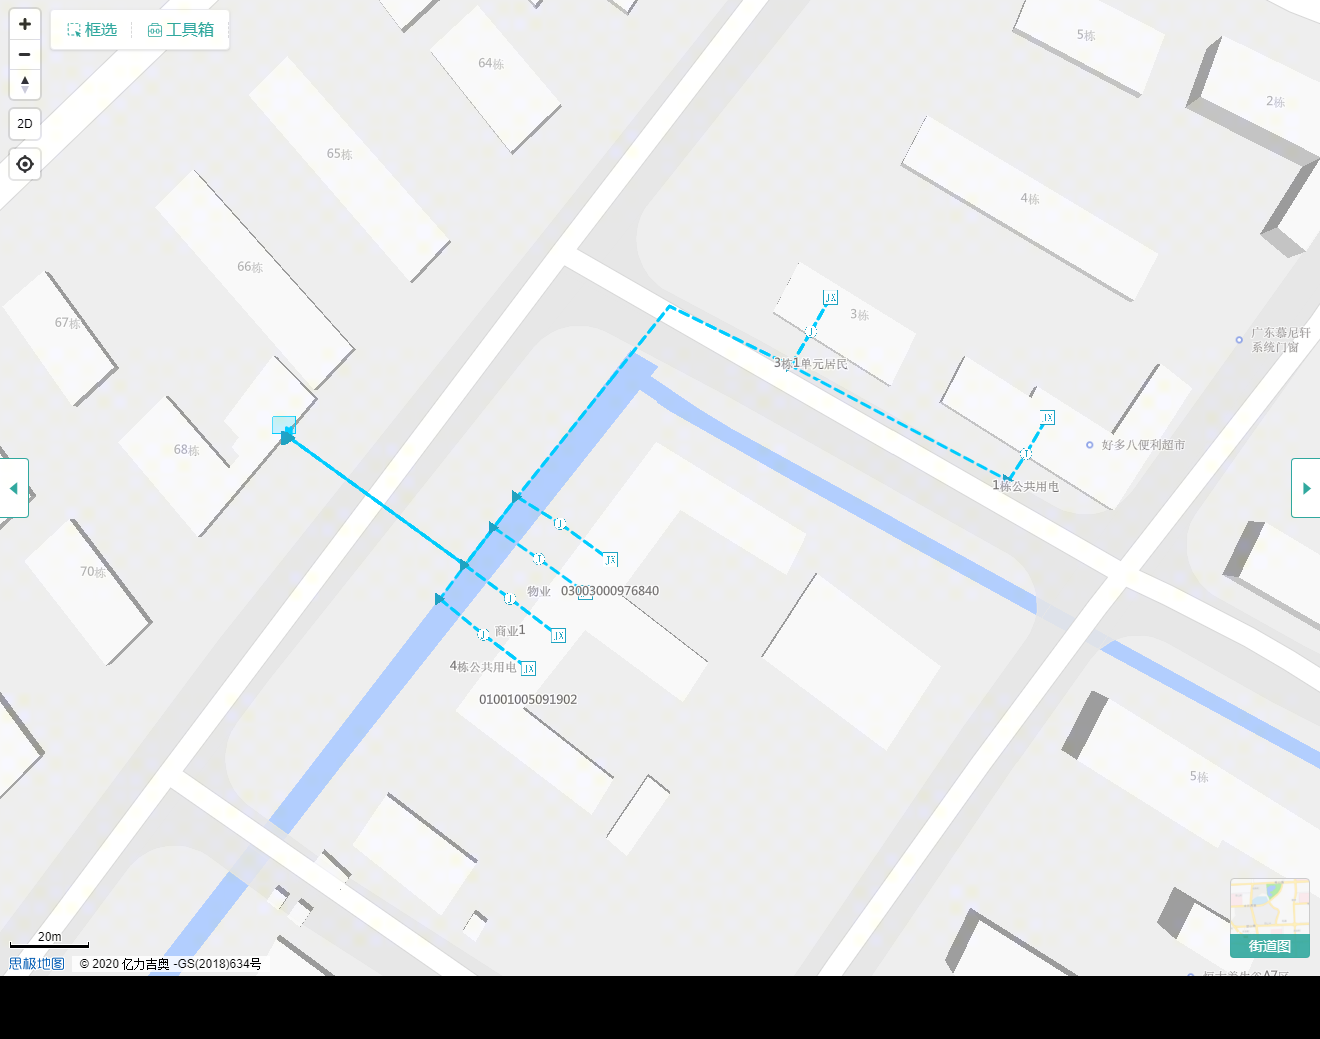 框选
工具箱
2D
64栋
65栋
66栋
67栋
68栋
70栋
5栋
2栋
4栋
3栋
JX
3栋1单元居民
广东慕尼轩
系统门窗
JX
好多八便利超市
1栋公共用电
JX
物业
03003000976840
商业1
JX
4栋公共用电
JX
01001005091902
5栋
街道图
20m
思极地图
© 2020 亿力吉奥 -GS(2018)634号